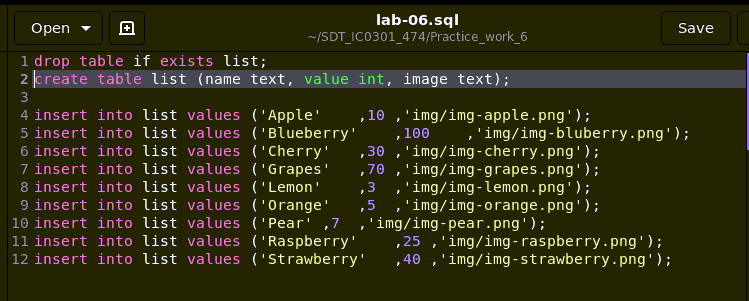 Open
lab-06.sql
~/SDT_IC0301_474/Practice_work_6
Save
1 drop table if exists list;
2 create table list (name text, value int, image text);
3
4 insert into list values ('Apple'    ,10 ,'img/img-apple.png');
5 insert into list values ('Blueberry'    ,100    ,'img/img-bluberry.png');
6 insert into list values ('Cherry'   ,30 ,'img/img-cherry.png');
7 insert into list values ('Grapes'   ,70 ,'img/img-grapes.png');
8 insert into list values ('Lemon'    ,3  ,'img/img-lemon.png');
9 insert into list values ('Orange'   ,5  ,'img/img-orange.png');
10 insert into list values ('Pear' ,7  ,'img/img-pear.png');
11 insert into list values ('Raspberry'    ,25 ,'img/img-raspberry.png');
12 insert into list values ('Strawberry'   ,40 ,'img/img-strawberry.png');